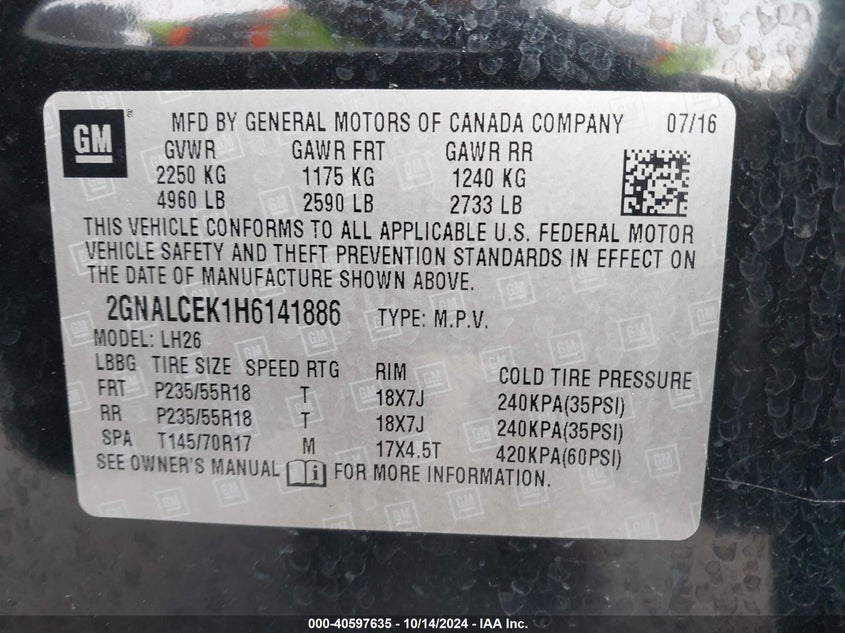 GM ® MFD BY GENERAL MOTORS OF CANADA COMPANY 07/16
GVWR GAWR FRT GAWR RR
2250 KG 1175 KG 1240 KG
4960 LB 2590 LB 2733 LB
THIS VEHICLE CONFORMS TO ALL APPLICABLE U.S. FEDERAL MOTOR
VEHICLE SAFETY AND THEFT PREVENTION STANDARDS IN EFFECT ON
THE DATE OF MANUFACTURE SHOWN ABOVE.
2GNALCEK1H6141886 TYPE: M.P.V.
MODEL: LH26
LBBG TIRE SIZE SPEED RTG RIM COLD TIRE PRESSURE
FRT P235/55R18 T 18X7J 240KPA(35PSI)
RR P235/55R18 T 18X7J 240KPA(35PSI)
SPA T145/70R17 M 17X4.5T 420KPA(60PSI)
SEE OWNER'S MANUAL i FOR MORE INFORMATION.
000-40597635 - 10/14/2024 - IAA Inc.